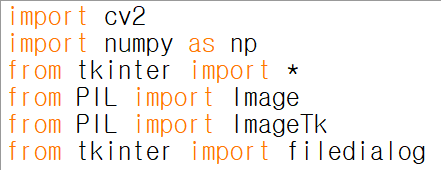 import cv2
import numpy as np
from tkinter import *
from PIL import Image
from PIL import ImageTk
from tkinter import filedialog